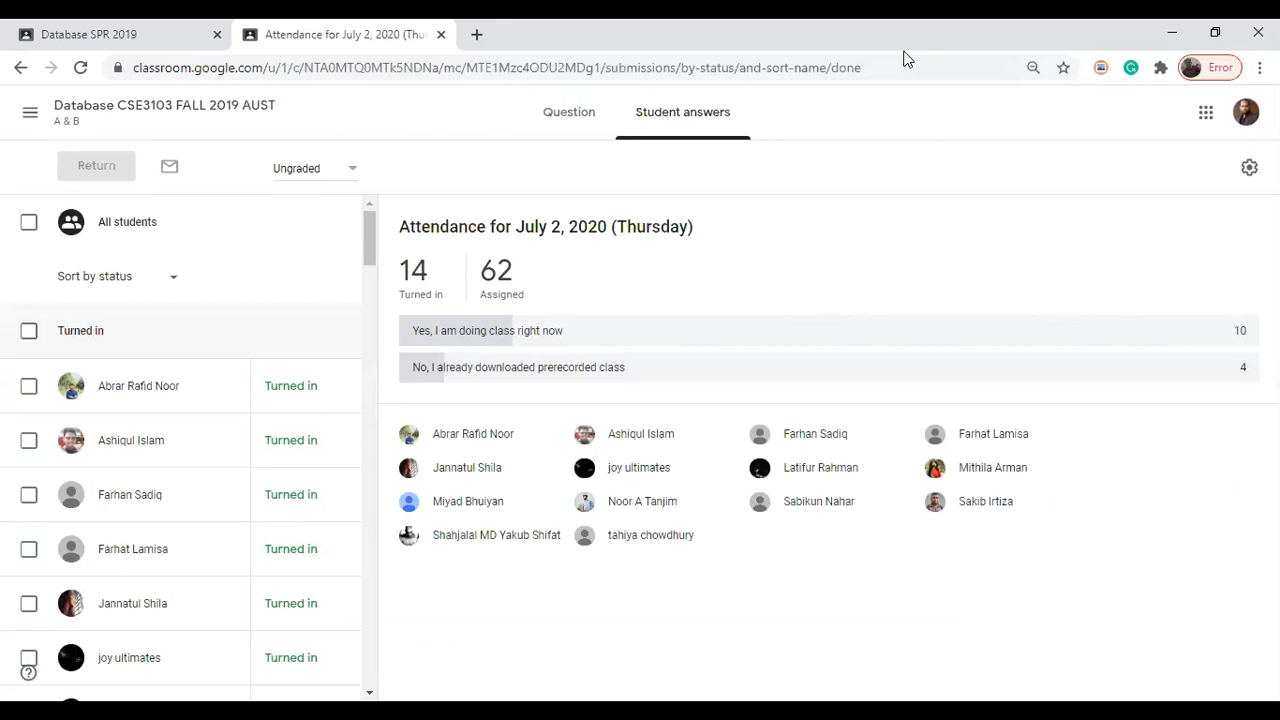 Database SPR 2019
Attendance for July 2, 2020 (Thu
classroom.google.com/u/1/c/NTA0MTQ0MTk5NDNa/mc/MTE1Mzc4ODU2MDg1/submissions/by-status/and-sort-name/done
Error
Database CSE3103 FALL 2019 AUST
A & B
Question
Student answers
Return
Ungraded
All students
Sort by status
Turned in
Abrar Rafid Noor Turned in
Ashiqul Islam Turned in
Farhan Sadiq Turned in
Farhat Lamisa Turned in
Jannatul Shila Turned in
joy ultimates Turned in
Attendance for July 2, 2020 (Thursday)
14 62
Turned in Assigned
Yes, I am doing class right now 10
No, I already downloaded prerecorded class 4
Abrar Rafid Noor Ashiqul Islam Farhan Sadiq Farhat Lamisa
Jannatul Shila joy ultimates Latifur Rahman Mithila Arman
Miyad Bhuiyan Noor A Tanjim Sabikun Nahar Sakib Irtiza
Shahjalal MD Yakub Shifat tahiya chowdhury